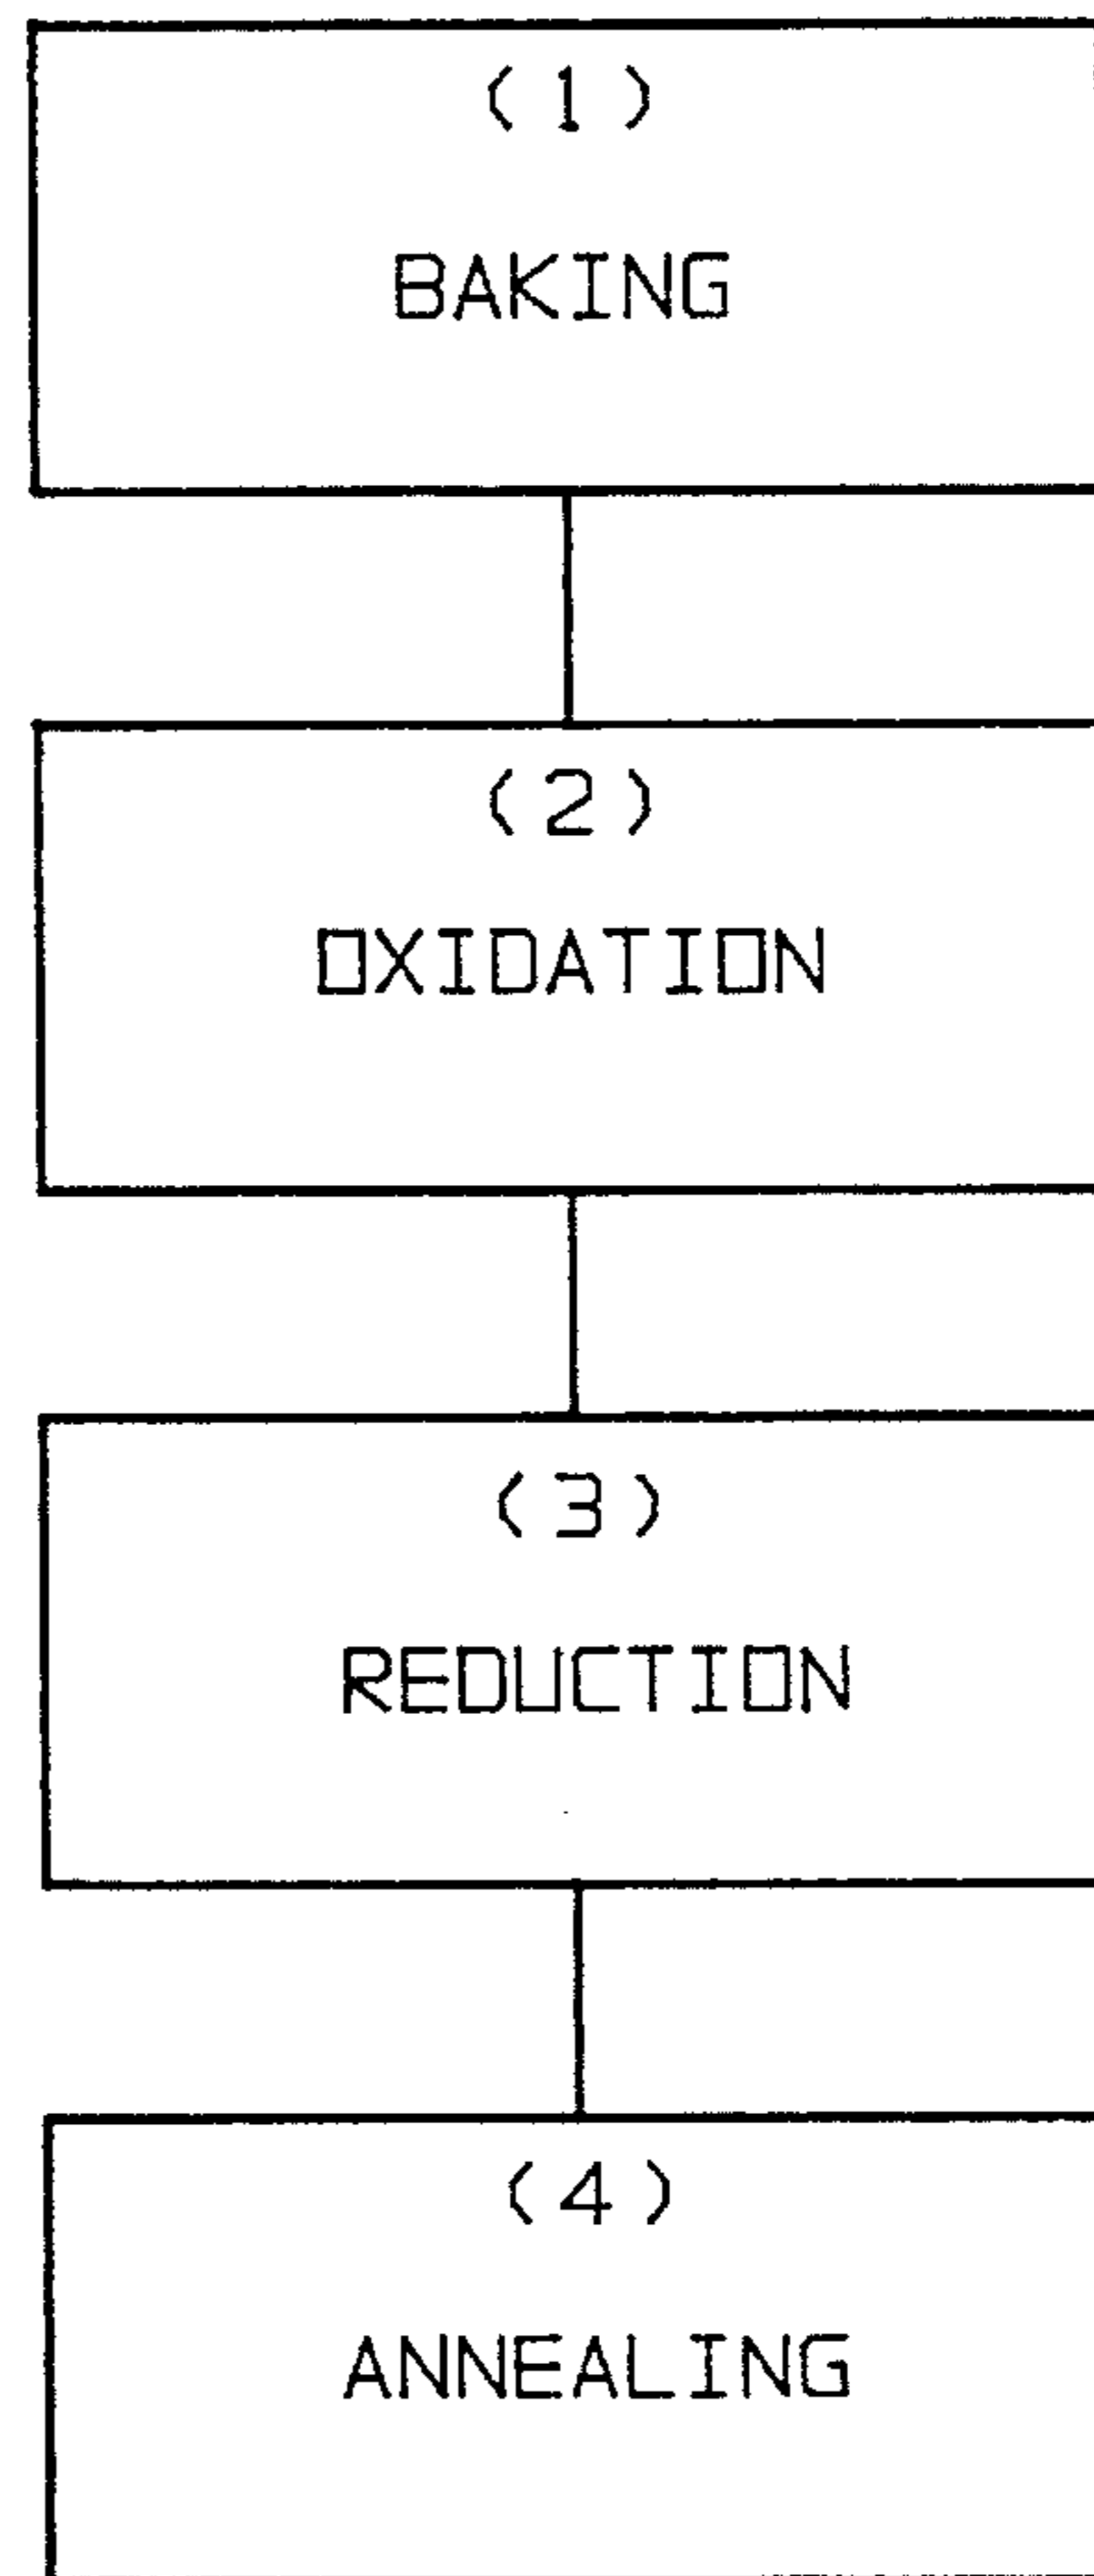 (1)
BAKING
(2)
OXIDATION
(3)
REDUCTION
(4)
ANNEALING